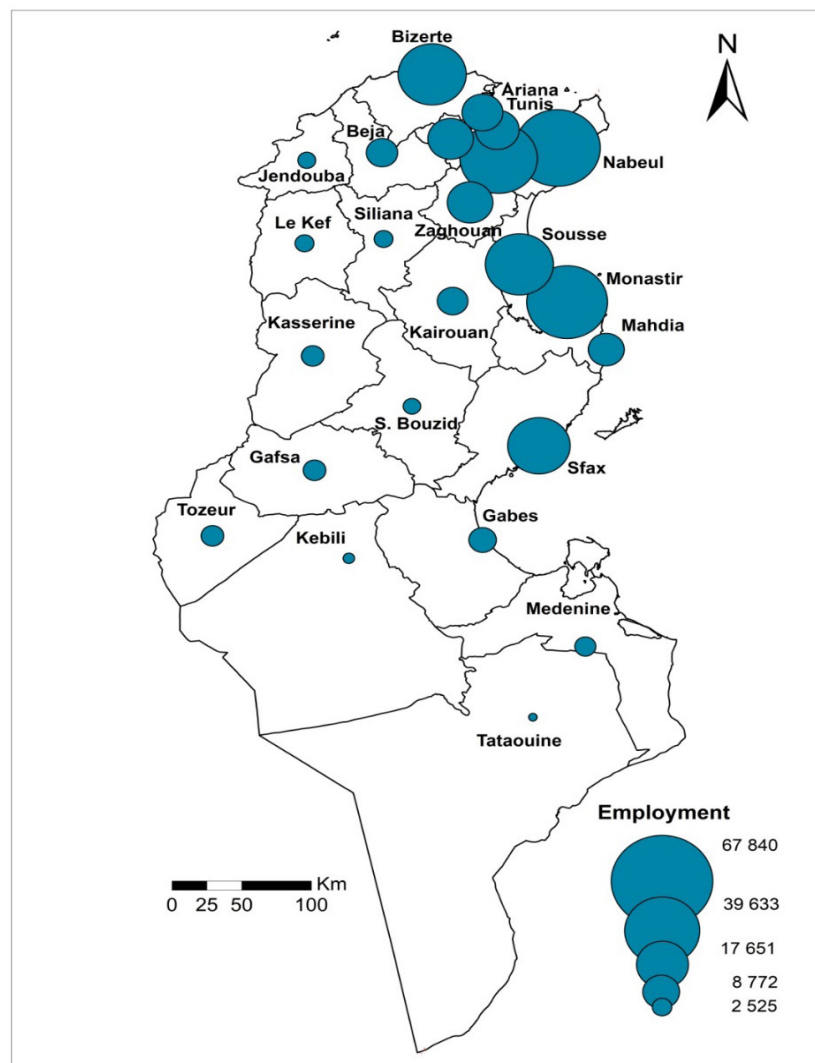 Bizerte
N
Ariana
Tunis
Beja
Nabeul
Jendouba
Siliana
Le Kef
Zaghouan
Sousse
Monastir
Kasserine
Kairouan
Mahdia
S. Bouzid
Gafsa
Sfax
Tozeur
Kebili
Gabes
Medenine
Tataouine
Employment
67 840
39 633
17 651
8 772
2 525
Km
0 25 50 100